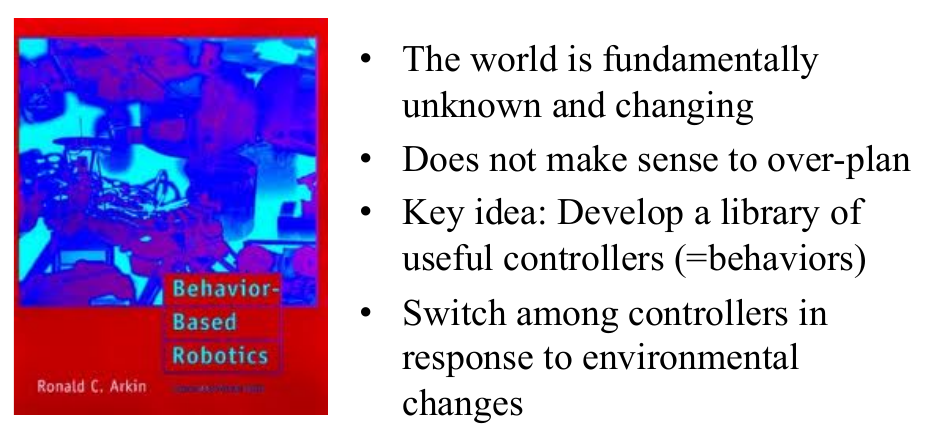 Behavior-
Based
Robotics
Ronald C. Arkin
• The world is fundamentally
unknown and changing
• Does not make sense to over-plan
• Key idea: Develop a library of
useful controllers (=behaviors)
• Switch among controllers in
response to environmental
changes